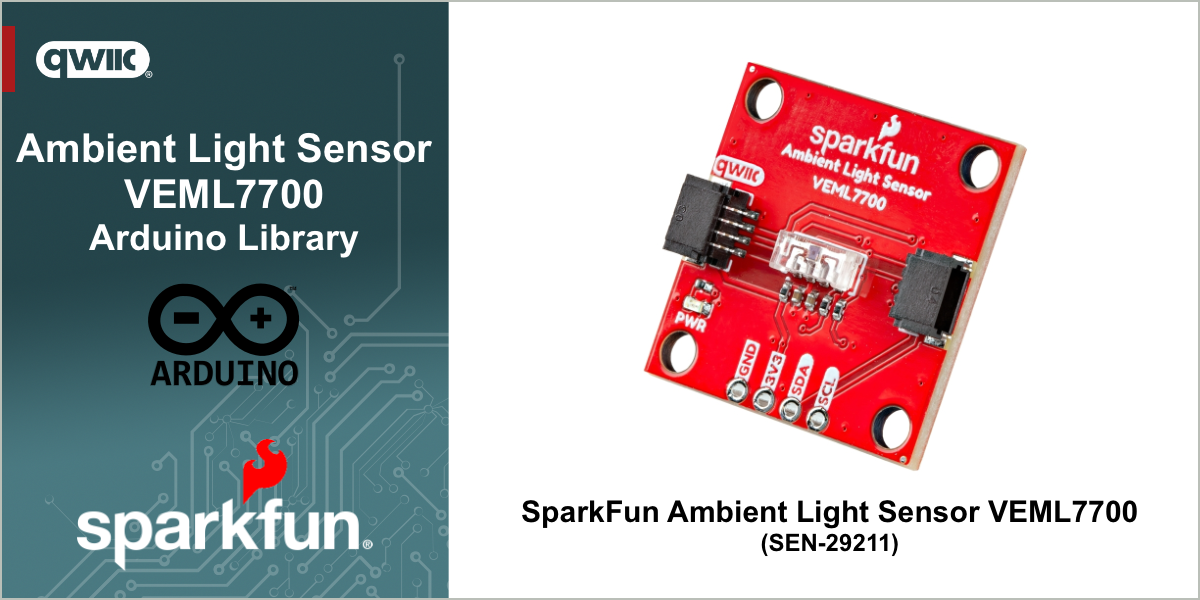 qwiic®
Ambient Light Sensor
VEML7700
Arduino Library
ARDUINO
sparkfun®
sparkfun
Ambient Light Sensor
VEML7700
qwiic
PWR
GND
3V3
SDA
SCL
SparkFun Ambient Light Sensor VEML7700
(SEN-29211)